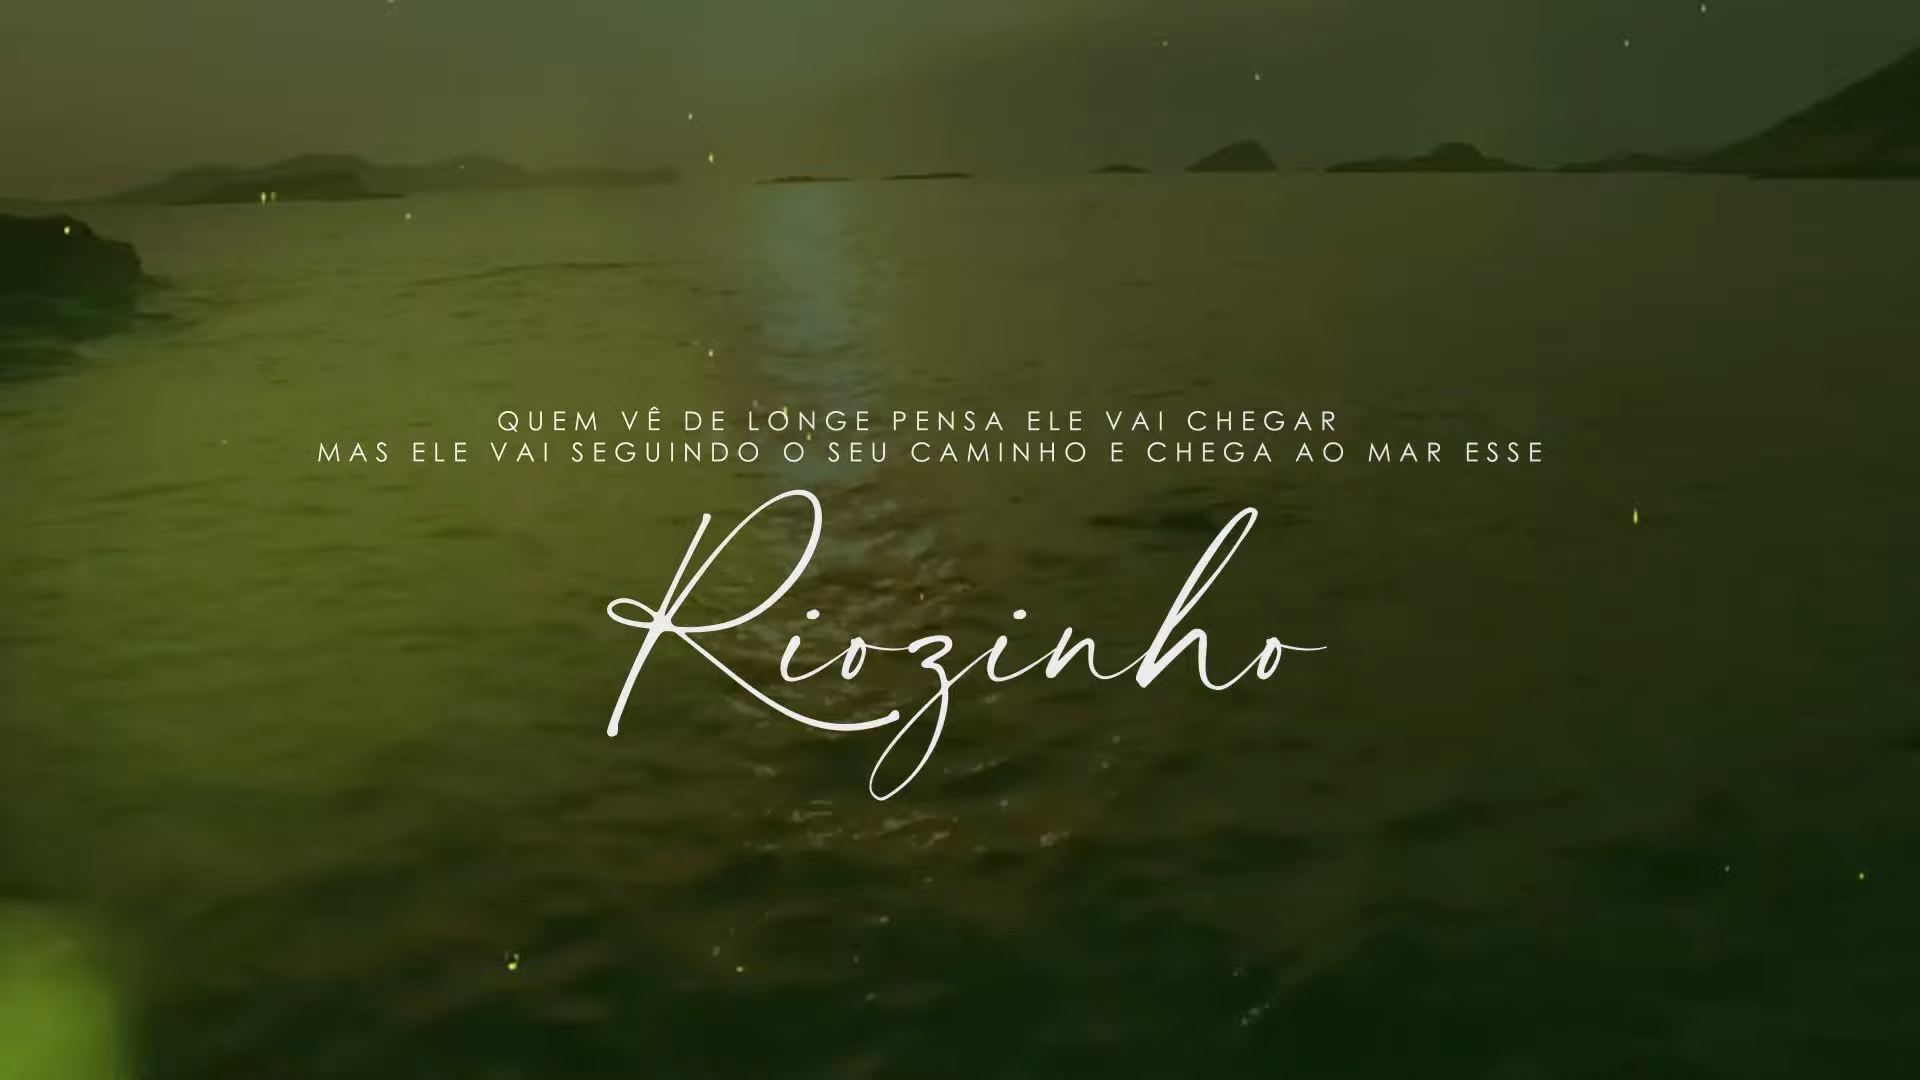 QUEM VÊ DE LONGE PENSA ELE VAI CHEGAR
MAS ELE VAI SEGUINDO O SEU CAMINHO E CHEGA AO MAR ESSE
Riozinho